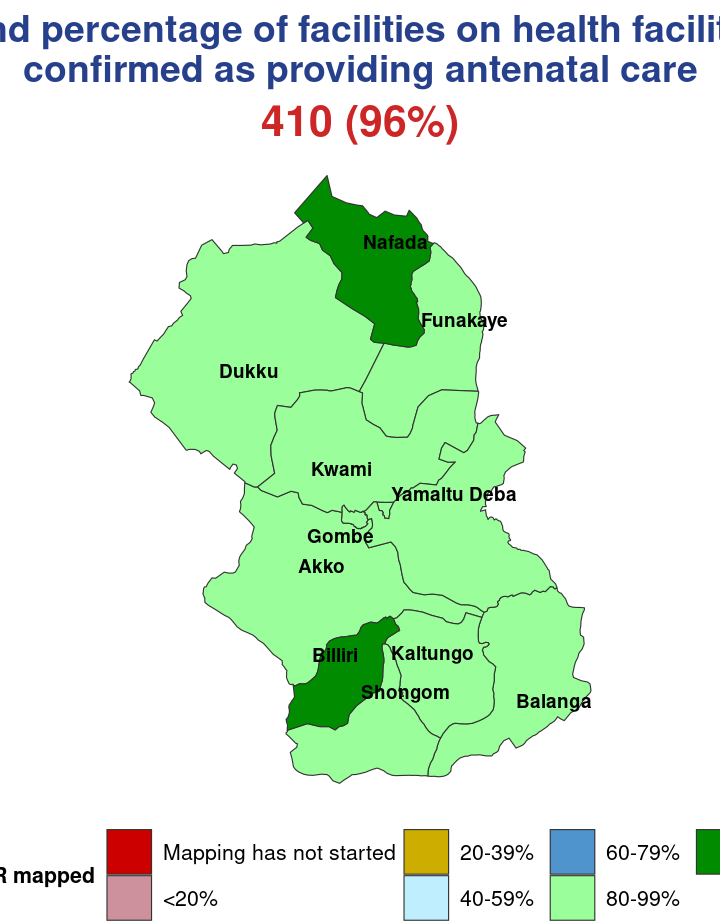 percentage of facilities on health
confirmed as providing antenatal care
410 (96%)
Nafada
Funakaye
Dukku
Kwami
Yamaltu Deba
Gombe
Akko
Billiri
Kaltungo
Shongom
Balanga
Mapping has not started
20-39%
60-79%
R mapped
<20%
40-59%
80-99%